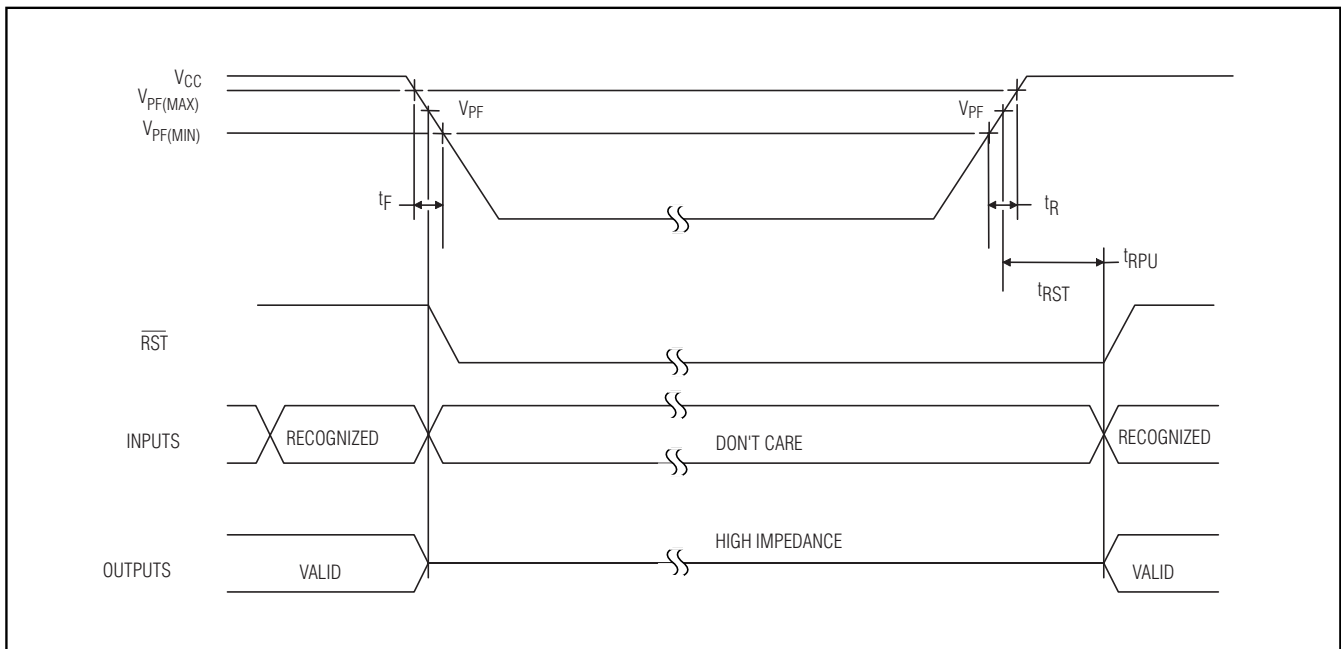 VCC
VPF(MAX)
VPF VPF
VPF(MIN)
tF tR
tRPU
tRST
RST
INPUTS RECOGNIZED DON'T CARE RECOGNIZED
HIGH IMPEDANCE
OUTPUTS VALID VALID